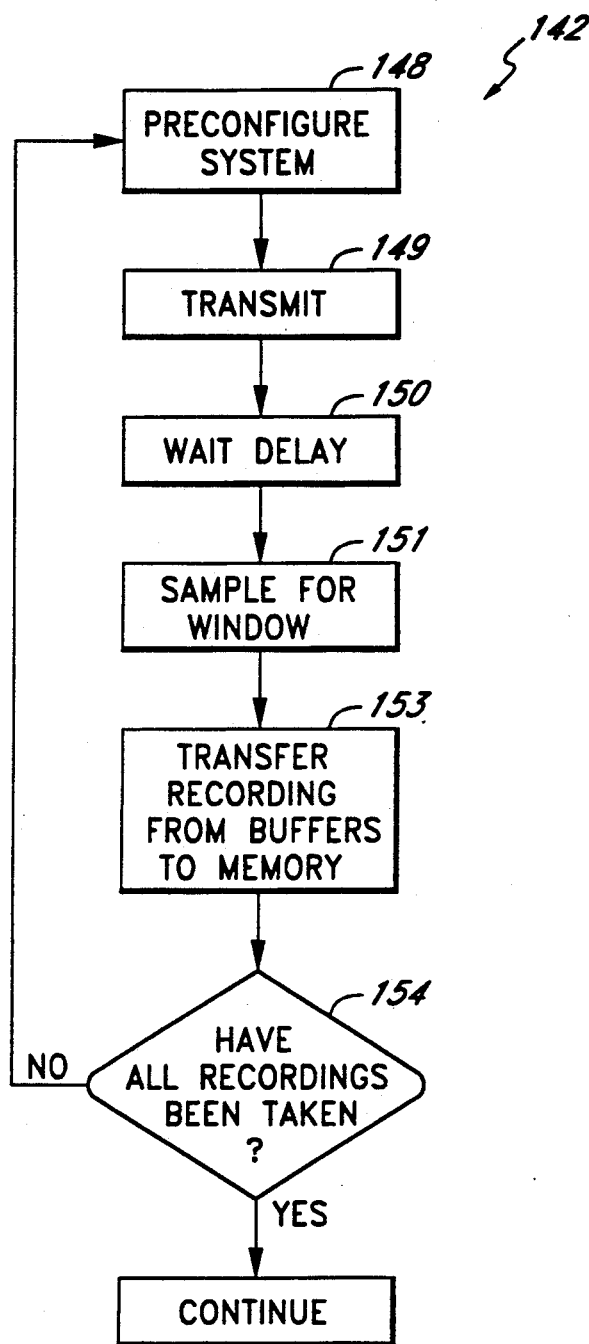 142
148
PRECONFIGURE
SYSTEM
149
TRANSMIT
150
WAIT DELAY
151
SAMPLE FOR
WINDOW
153
TRANSFER
RECORDING
FROM BUFFERS
TO MEMORY
154
HAVE
ALL RECORDINGS
BEEN TAKEN
?
NO
YES
CONTINUE